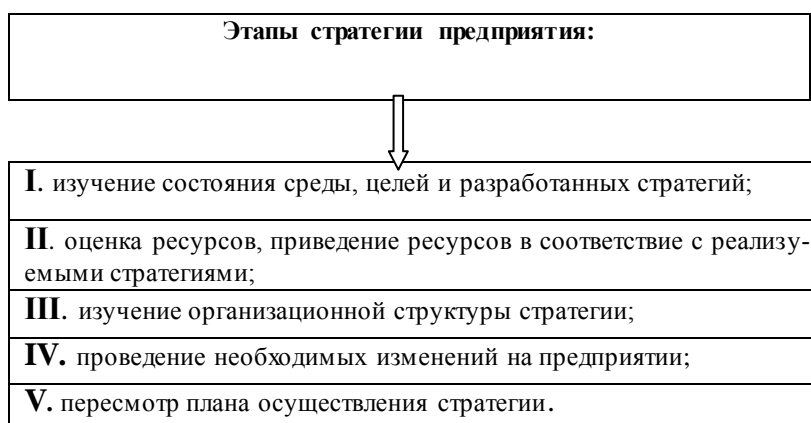 Этапы стратегии предприятия:
I. изучение состояния среды, целей и разработанных стратегий;
II. оценка ресурсов, приведение ресурсов в соответствие с реализу-
емыми стратегиями;
III. изучение организационной структуры стратегии;
IV. проведение необходимых изменений на предприятии;
V. пересмотр плана осуществления стратегии.